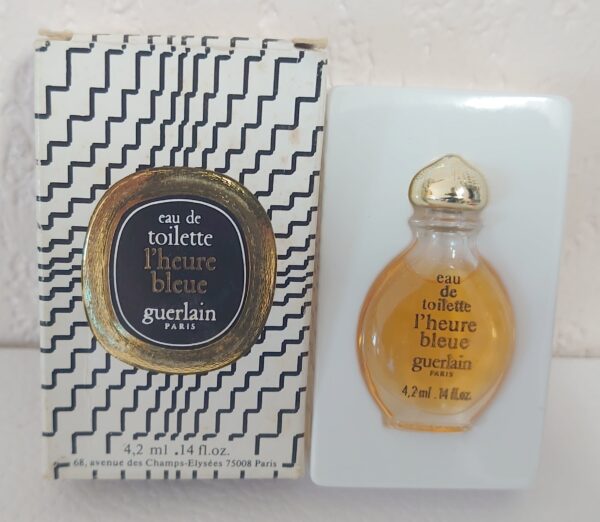 eau de
toilette
l'heure
bleue
guerlain
PARIS
4,2 ml .14 fl.oz.
68, avenue des Champs-Elysées 75008 Paris
eau
de
toilette
l'heure
bleue
guerlain
PARIS
4,2 ml .14 fl.oz.